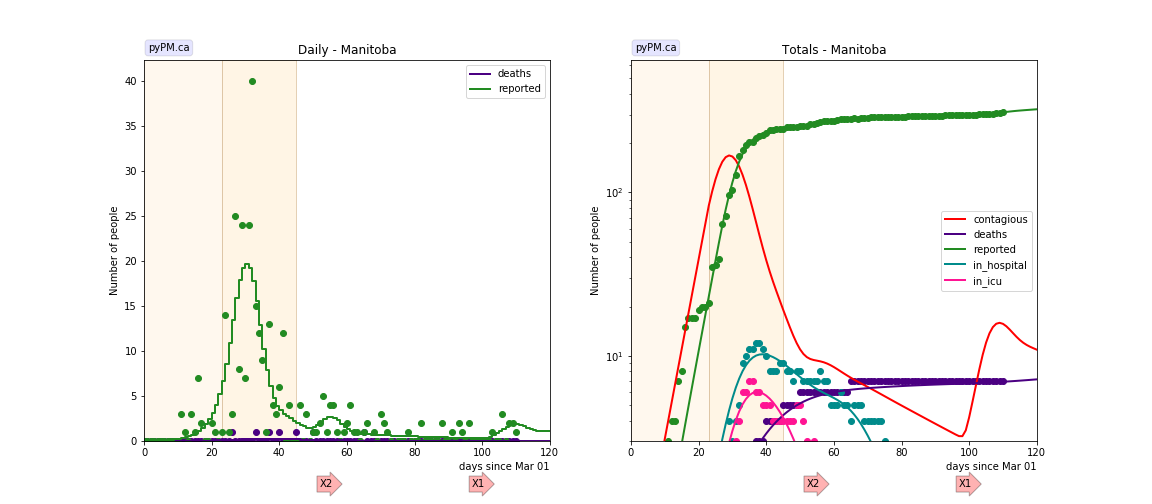 pyPM.ca
Daily - Manitoba
deaths
reported
Number of people
40
35
30
25
20
15
10
5
0
0 20 40 60 80 100 120
days since Mar 01
X2 X1
pyPM.ca
Totals - Manitoba
contagious
deaths
reported
in_hospital
in_icu
Number of people
10²
10¹
0 20 40 60 80 100 120
days since Mar 01
X2 X1